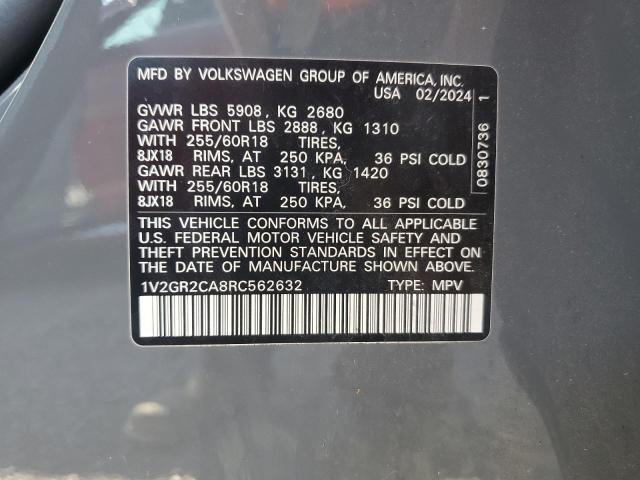 MFD BY VOLKSWAGEN GROUP OF AMERICA, INC.
USA 02/2024
GVWR LBS 5908, KG 2680
GAWR FRONT LBS 2888, KG 1310
WITH 255/60R18 TIRES,
8JX18 RIMS, AT 250 KPA, 36 PSI COLD
GAWR REAR LBS 3131, KG 1420
WITH 255/60R18 TIRES,
8JX18 RIMS, AT 250 KPA, 36 PSI COLD
THIS VEHICLE CONFORMS TO ALL APPLICABLE
U.S. FEDERAL MOTOR VEHICLE SAFETY AND
THEFT PREVENTION STANDARDS IN EFFECT ON
THE DATE OF MANUFACTURE SHOWN ABOVE.
1V2GR2CA8RC562632 TYPE: MPV
0830736 1